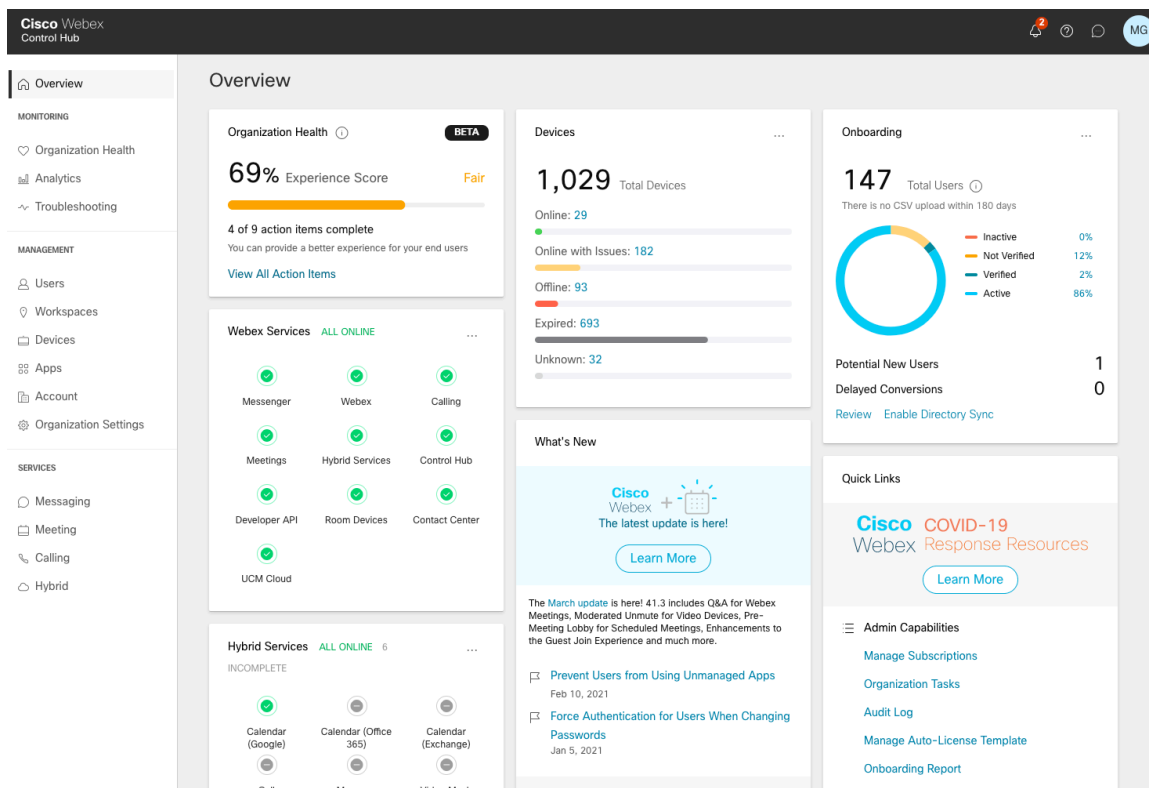 Cisco Webex
Control Hub
2
MG
Overview
MONITORING
Organization Health
Analytics
Troubleshooting
MANAGEMENT
Users
Workspaces
Devices
Apps
Account
Organization Settings
SERVICES
Messaging
Meeting
Calling
Hybrid
Overview
Organization Health
BETA
69% Experience Score
Fair
4 of 9 action items complete
You can provide a better experience for your end users
View All Action Items
Webex Services ALL ONLINE
...
Messenger Webex Calling
Meetings Hybrid Services Control Hub
Developer API Room Devices Contact Center
UCM Cloud
Hybrid Services ALL ONLINE 6
...
INCOMPLETE
Calendar (Google)
Calendar (Office 365)
Calendar (Exchange)
Devices
...
1,029 Total Devices
Online: 29
Online with Issues: 182
Offline: 93
Expired: 693
Unknown: 32
What's New
Cisco
Webex +
The latest update is here!
Learn More
The March update is here! 41.3 includes Q&A for Webex
Meetings, Moderated Unmute for Video Devices, Pre-
Meeting Lobby for Scheduled Meetings, Enhancements to
the Guest Join Experience and much more.
Prevent Users from Using Unmanaged Apps
Feb 10, 2021
Force Authentication for Users When Changing
Passwords
Jan 5, 2021
Onboarding
...
147 Total Users
There is no CSV upload within 180 days
Inactive 0%
Not Verified 12%
Verified 2%
Active 86%
Potential New Users 1
Delayed Conversions 0
Review Enable Directory Sync
Quick Links
Cisco COVID-19
Webex Response Resources
Learn More
Admin Capabilities
Manage Subscriptions
Organization Tasks
Audit Log
Manage Auto-License Template
Onboarding Report